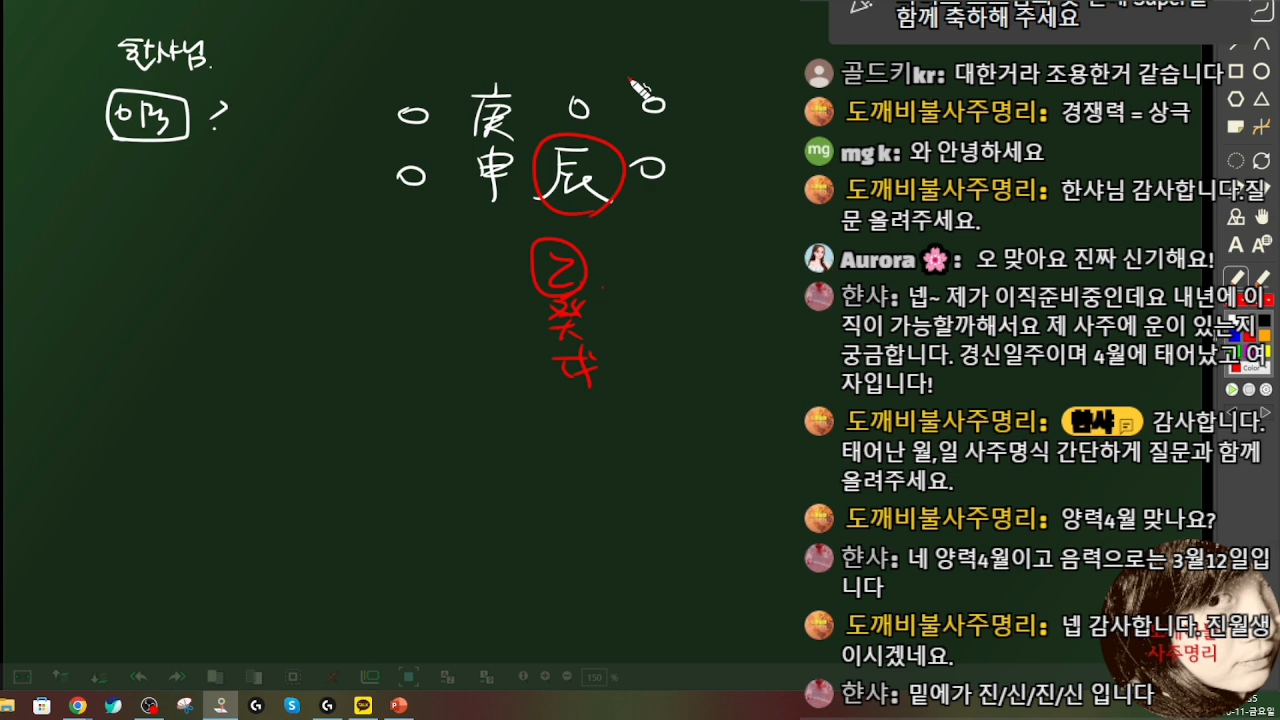 한샤님.
이직?
庚
申 辰
乙
癸
戊
함께 축하해 주세요
골드키kr: 대한거라 조용한거 같습니다
도깨비불사주명리: 경쟁력 = 상극
mg
mg k: 와 안녕하세요
도깨비불사주명리: 한샤님 감사합니다.질
문 올려주세요.
Aurora🌸: 오 맞아요 진짜 신기해요!
햔샤: 넵~ 제가 이직준비중인데요 내년에 이
직이 가능할까해서요 제 사주에 운이 있는지
궁금합니다. 경신일주이며 4월에 태어났고 여
자입니다!
도깨비불사주명리: 햔샤 감사합니다.
태어난 월,일 사주명식 간단하게 질문과 함께
올려주세요.
도깨비불사주명리: 양력4월 맞나요?
햔샤: 네 양력4월이고 음력으로는 3월12일입
니다
도깨비불사주명리: 넵 감사합니다. 진월생
이시겠네요.
햔샤: 밑에가 진/신/진/신 입니다
사주명리
Color
150 %
TALK
-11-금요일